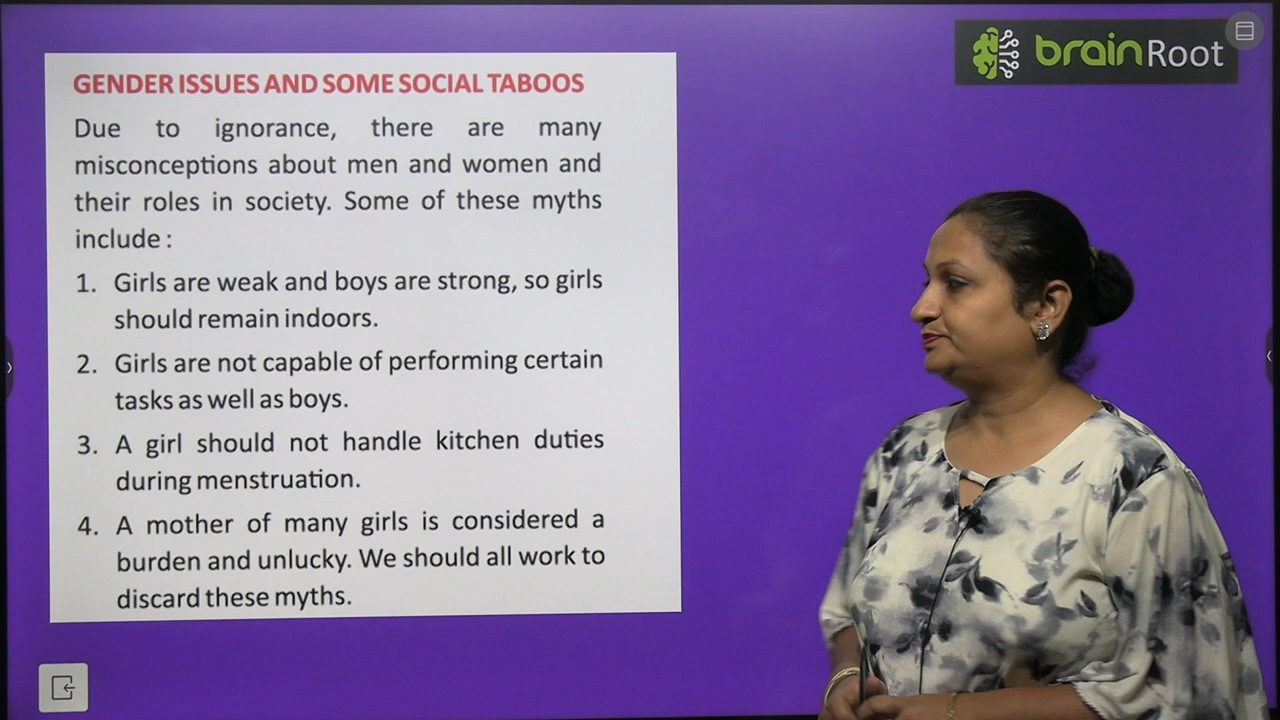 GENDER ISSUES AND SOME SOCIAL TABOOS
Due to ignorance, there are many
misconceptions about men and women and
their roles in society. Some of these myths
include :
1. Girls are weak and boys are strong, so girls
should remain indoors.
2. Girls are not capable of performing certain
tasks as well as boys.
3. A girl should not handle kitchen duties
during menstruation.
4. A mother of many girls is considered a
burden and unlucky. We should all work to
discard these myths.
brainRoot